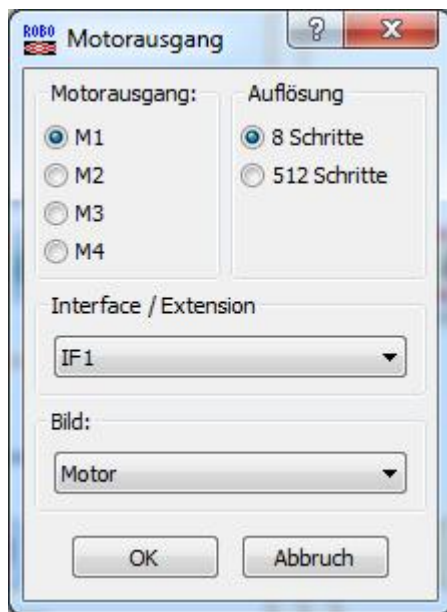 ROBO Motorausgang ?
Motorausgang:
M1
M2
M3
M4
Auflösung
8 Schritte
512 Schritte
Interface / Extension
IF1
Bild:
Motor
OK Abbruch